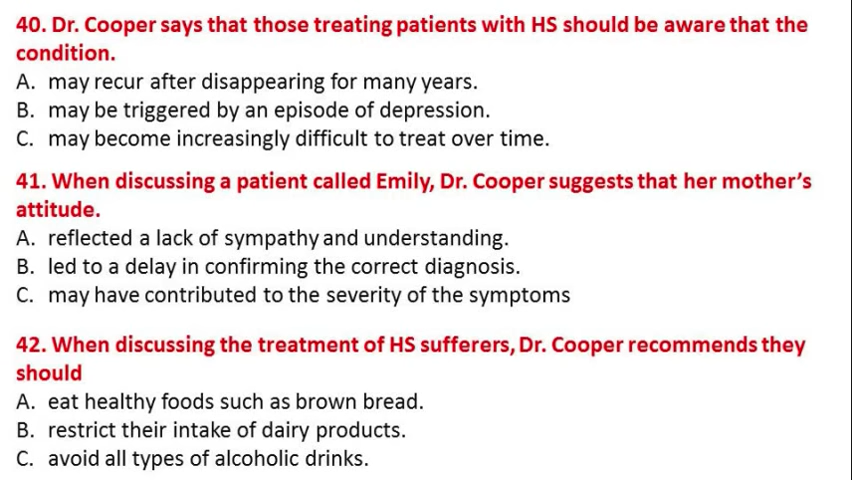 40. Dr. Cooper says that those treating patients with HS should be aware that the
condition.
A. may recur after disappearing for many years.
B. may be triggered by an episode of depression.
C. may become increasingly difficult to treat over time.
41. When discussing a patient called Emily, Dr. Cooper suggests that her mother's
attitude.
A. reflected a lack of sympathy and understanding.
B. led to a delay in confirming the correct diagnosis.
C. may have contributed to the severity of the symptoms
42. When discussing the treatment of HS sufferers, Dr. Cooper recommends they
should
A. eat healthy foods such as brown bread.
B. restrict their intake of dairy products.
C. avoid all types of alcoholic drinks.